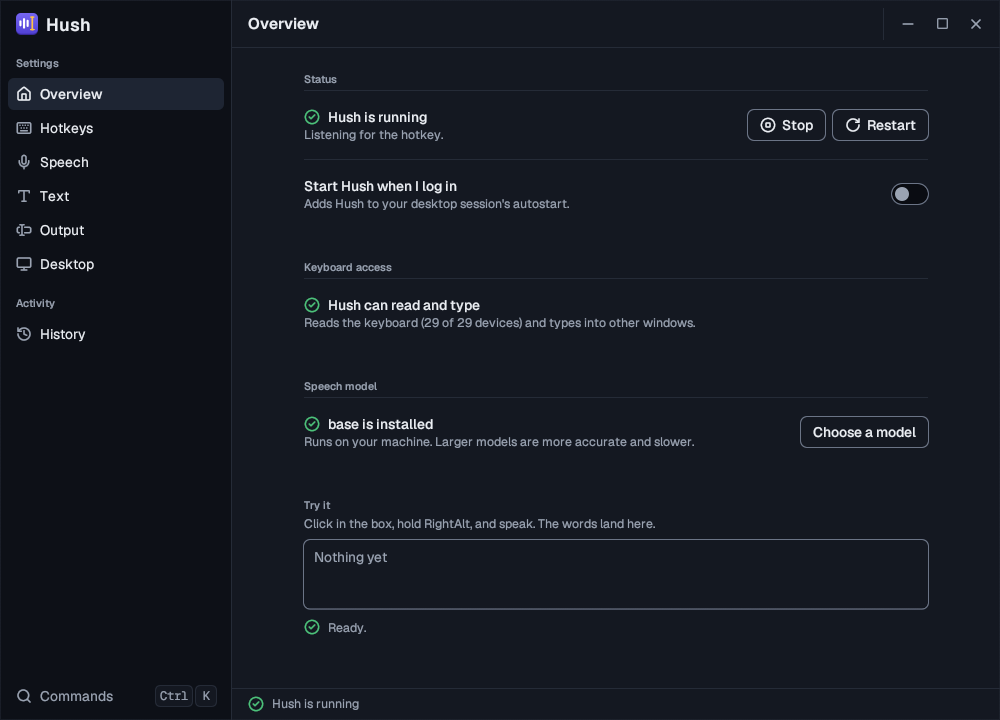 Hush
Settings
Overview
Hotkeys
Speech
Text
Output
Desktop
Activity
History
Commands Ctrl K
Overview
Status
Hush is running
Listening for the hotkey.
Stop
Restart
Start Hush when I log in
Adds Hush to your desktop session's autostart.
Keyboard access
Hush can read and type
Reads the keyboard (29 of 29 devices) and types into other windows.
Speech model
base is installed
Runs on your machine. Larger models are more accurate and slower.
Choose a model
Try it
Click in the box, hold RightAlt, and speak. The words land here.
Nothing yet
Ready.
Hush is running